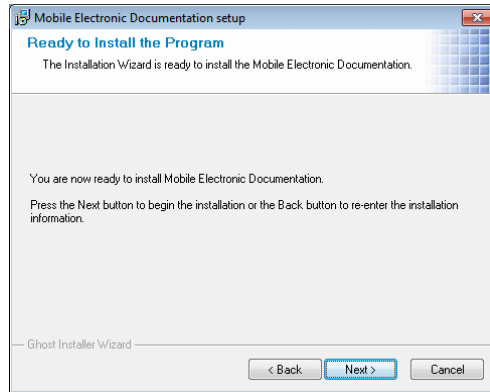 Mobile Electronic Documentation setup
Ready to Install the Program
The Installation Wizard is ready to install the Mobile Electronic Documentation.
You are now ready to install Mobile Electronic Documentation.
Press the Next button to begin the installation or the Back button to re-enter the installation
information.
Ghost Installer Wizard
< Back Next > Cancel